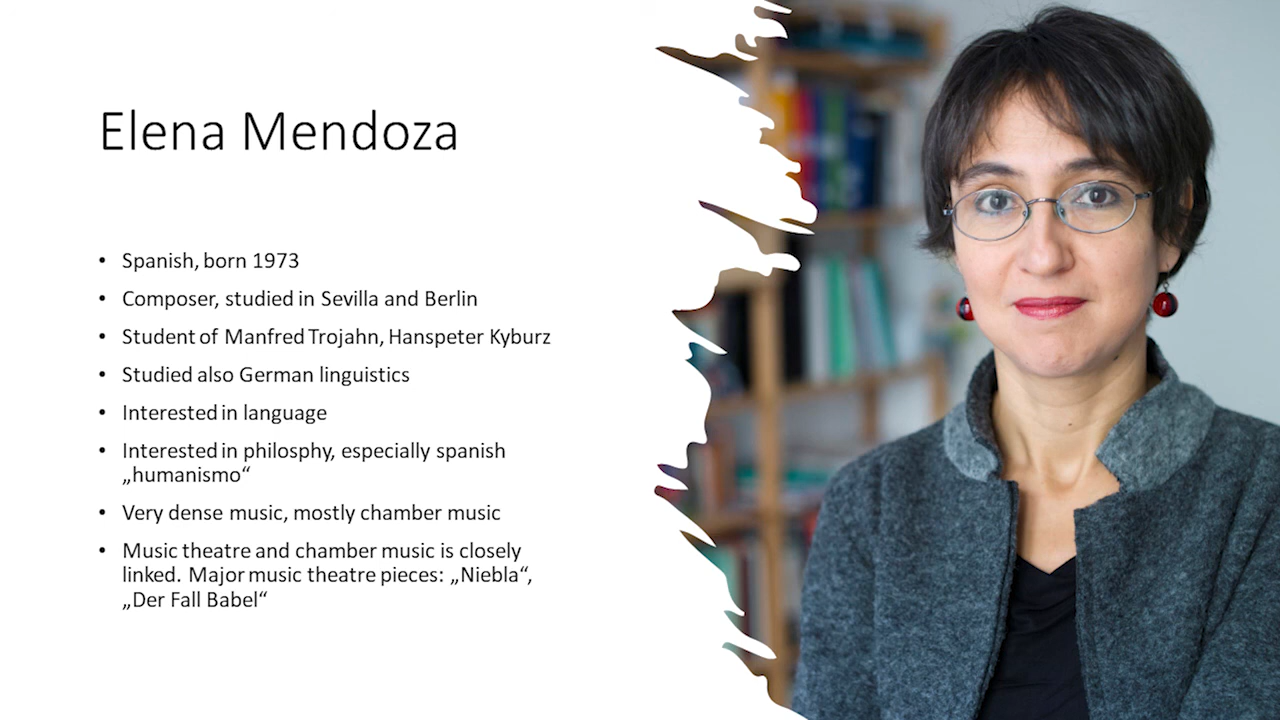 Elena Mendoza
• Spanish, born 1973
• Composer, studied in Sevilla and Berlin
• Student of Manfred Trojahn, Hanspeter Kyburz
• Studied also German linguistics
• Interested in language
• Interested in philosphy, especially spanish
„humanismo“
• Very dense music, mostly chamber music
• Music theatre and chamber music is closely
linked. Major music theatre pieces: „Niebla“,
„Der Fall Babel“